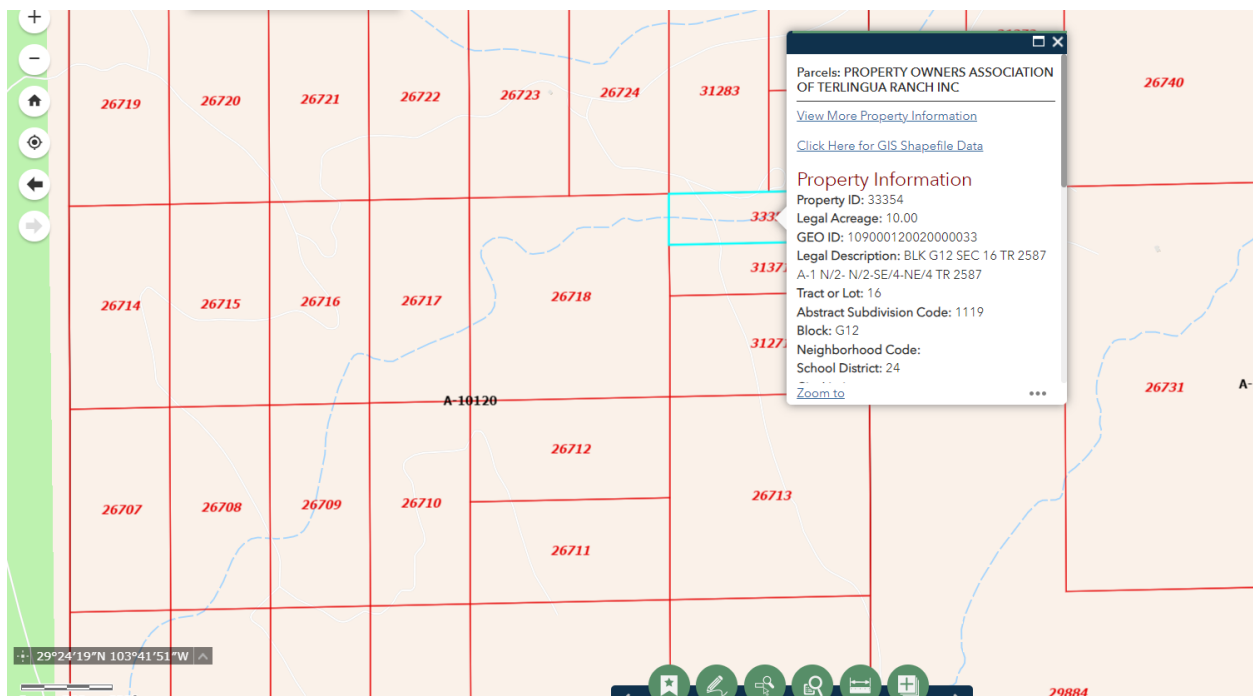 26719
26720
26721
26722
26723
26724
31283
26740
Parcels: PROPERTY OWNERS ASSOCIATION
OF TERLINGUA RANCH INC
View More Property Information
Click Here for GIS Shapefile Data
Property Information
Property ID: 33354
Legal Acreage: 10.00
GEO ID: 109000120020000033
Legal Description: BLK G12 SEC 16 TR 2587
A-1 N/2- N/2-SE/4-NE/4 TR 2587
Tract or Lot: 16
Abstract Subdivision Code: 1119
Block: G12
Neighborhood Code:
School District: 24
Zoom to
26714
26715
26716
26717
26718
26731
A-
A-10120
26712
26707
26708
26709
26710
26713
26711
29°24'19"N 103°41'51"W
29884